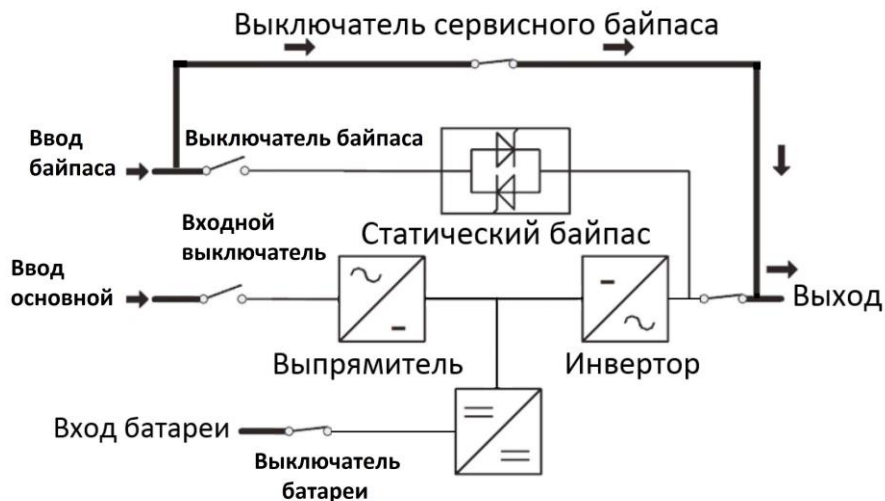 Выключатель сервисного байпаса
Ввод
байпаса
Выключатель байпаса
Статический байпас
Входной
выключатель
Ввод
основной
Выход
Выпрямитель
Инвертор
Вход батареи
Выключатель
батареи